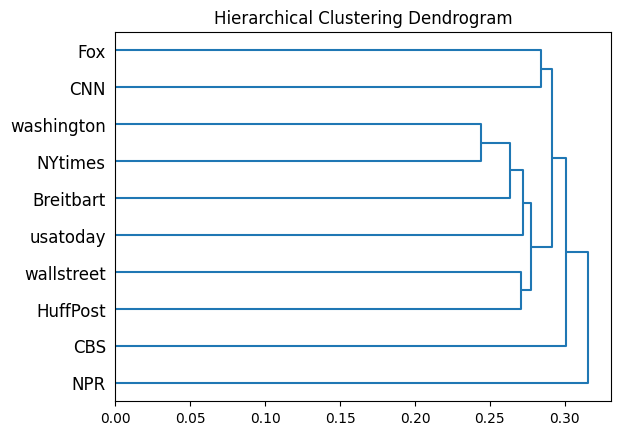 Hierarchical Clustering Dendrogram
Fox
CNN
washington
NYtimes
Breitbart
usatoday
wallstreet
HuffPost
CBS
NPR
0.00 0.05 0.10 0.15 0.20 0.25 0.30